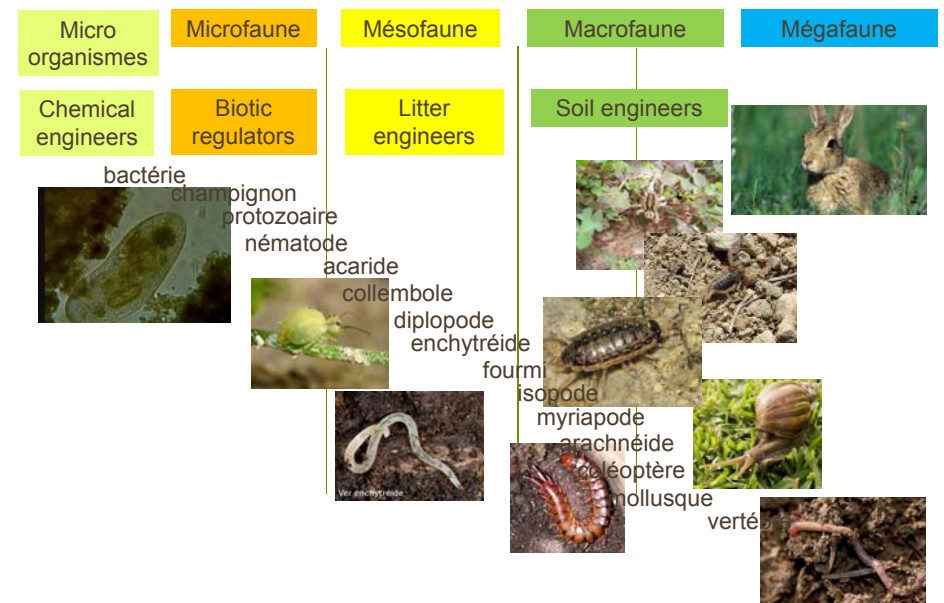 Micro
organismes
Microfaune
Mésofaune
Macrofaune
Mégafaune
Chemical
engineers
Biotic
regulators
Litter
engineers
Soil engineers
bactérie
champignon
protozoaire
nématode
acaride
collembole
diplopode
enchytréide
fourmi
isopode
myriapode
arachnéide
coléoptère
mollusque
Ver enchytréide